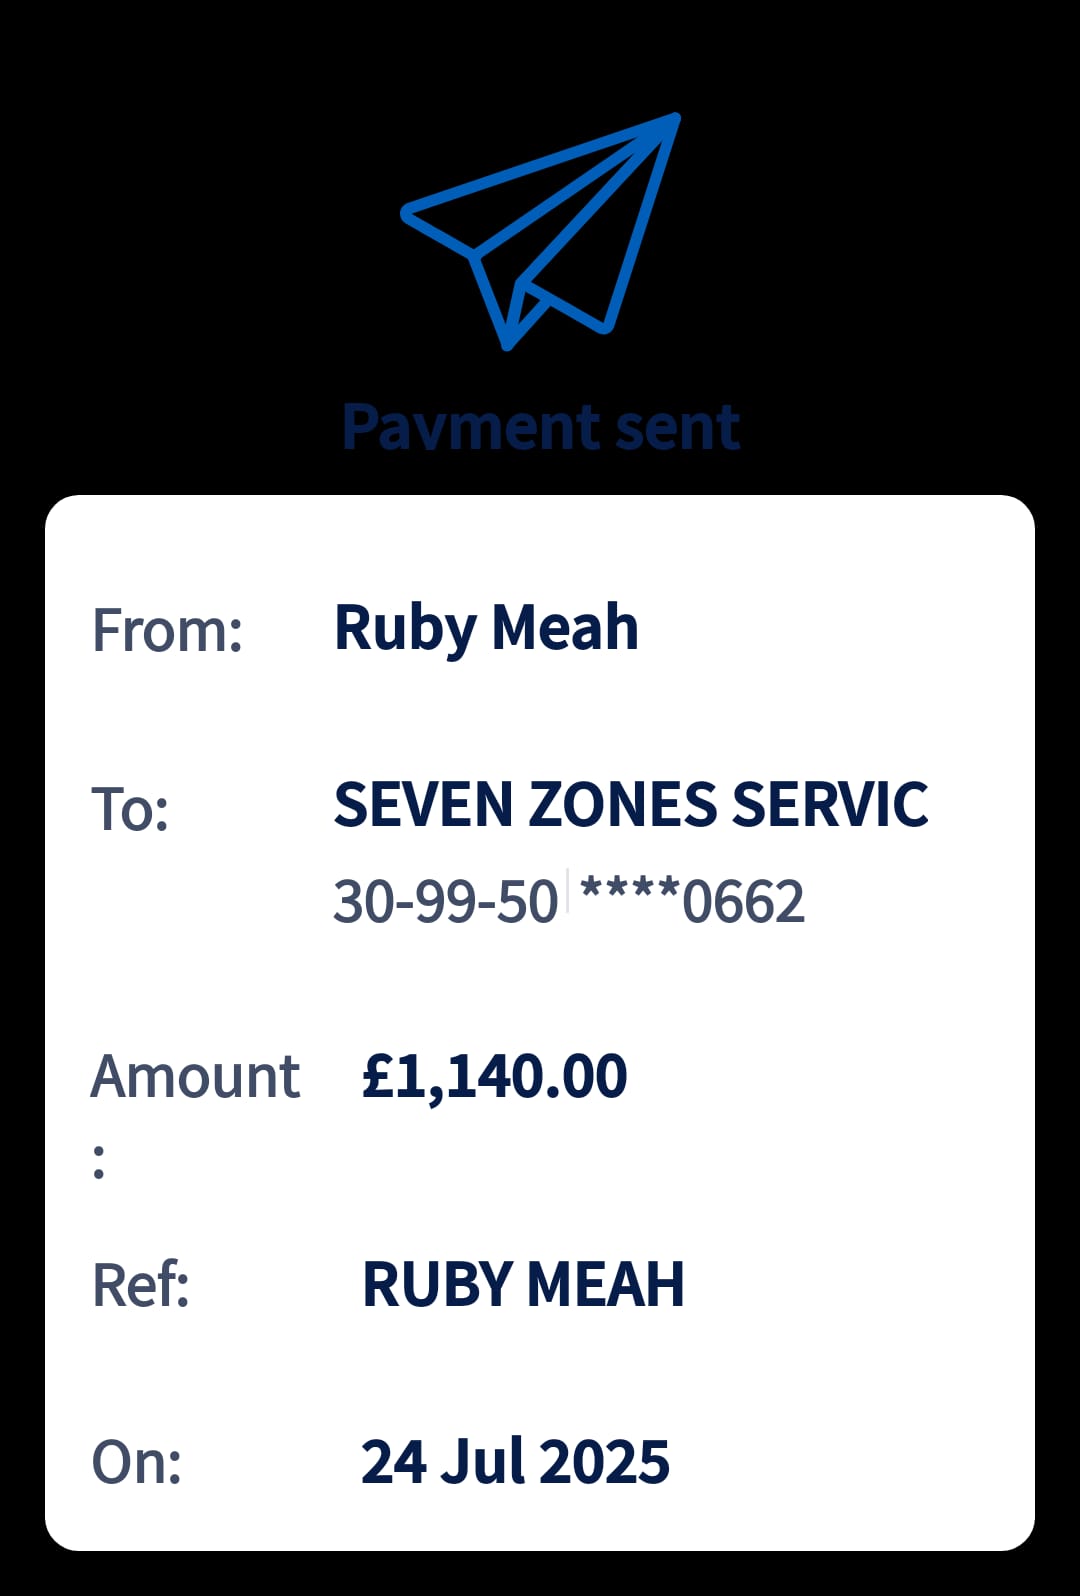 Payment sent
From: Ruby Meah
To: SEVEN ZONES SERVIC
30-99-50 ****0662
Amount : £1,140.00
Ref: RUBY MEAH
On: 24 Jul 2025